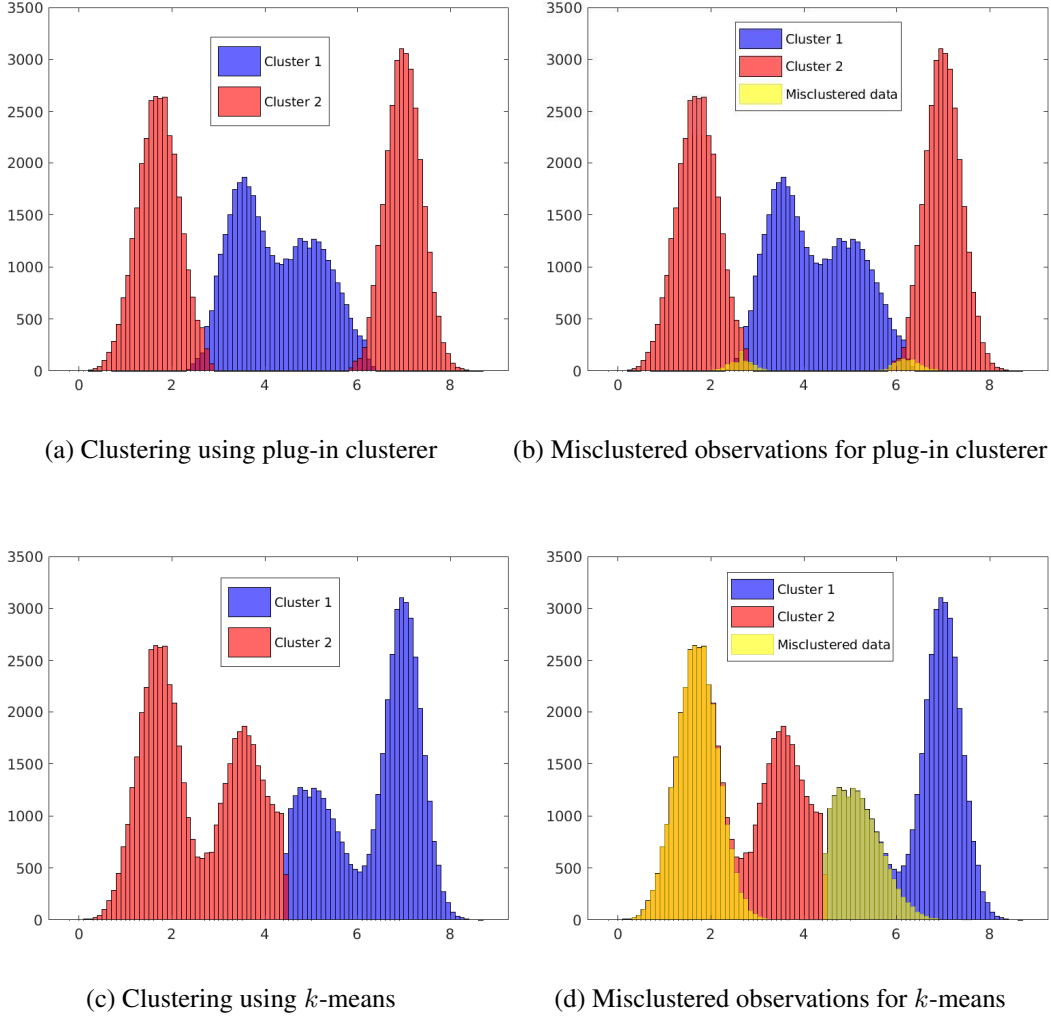 3500
3000
2500
2000
1500
1000
500
0
0 2 4 6 8
Cluster 1
Cluster 2
3500
3000
2500
2000
1500
1000
500
0
0 2 4 6 8
Cluster 1
Cluster 2
Misclustered data
(a) Clustering using plug-in clusterer
(b) Misclustered observations for plug-in clusterer
3500
3000
2500
2000
1500
1000
500
0
0 2 4 6 8
Cluster 1
Cluster 2
3500
3000
2500
2000
1500
1000
500
0
0 2 4 6 8
Cluster 1
Cluster 2
Misclustered data
(c) Clustering using k-means
(d) Misclustered observations for k-means